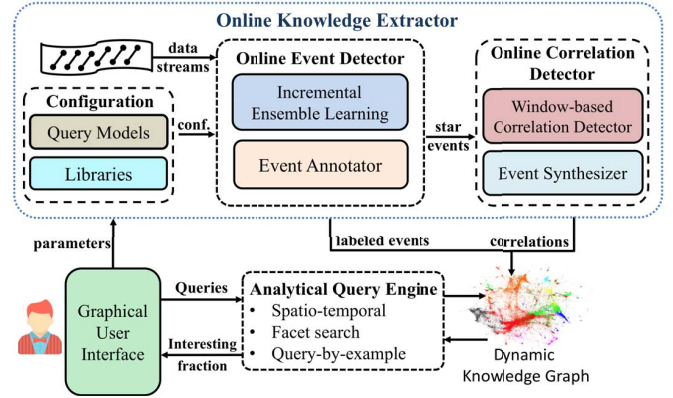 Online Knowledge Extractor
data
streams
Online Event Detector
Incremental
Ensemble Learning
Event Annotator
Configuration
Query Models
Libraries
conf.
star
events
Online Correlation
Detector
Window-based
Correlation Detector
Event Synthesizer
parameters
labeled events
correlations
Graphical
User
Interface
Queries
Interesting
fraction
Analytical Query Engine
• Spatio-temporal
• Facet search
• Query-by-example
Dynamic
Knowledge Graph